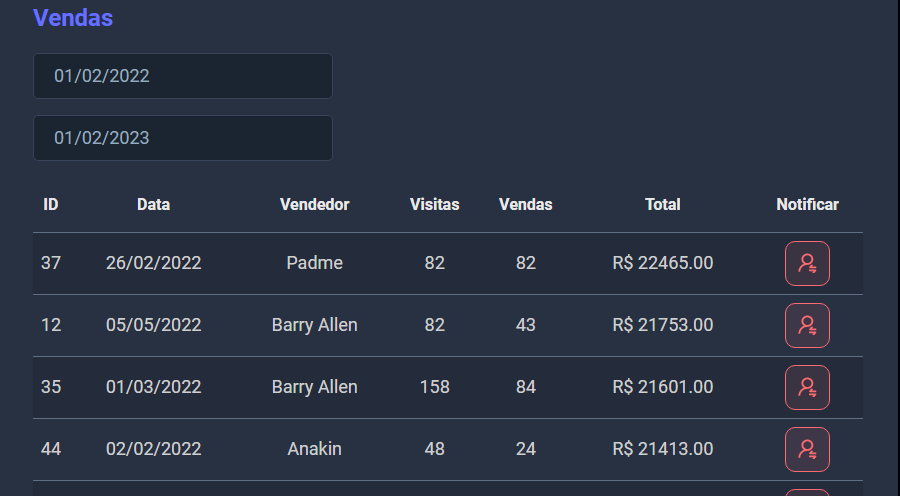 Vendas
01/02/2022
01/02/2023
ID Data Vendedor Visitas Vendas Total Notificar
37 26/02/2022 Padme 82 82 R$ 22465.00
12 05/05/2022 Barry Allen 82 43 R$ 21753.00
35 01/03/2022 Barry Allen 158 84 R$ 21601.00
44 02/02/2022 Anakin 48 24 R$ 21413.00